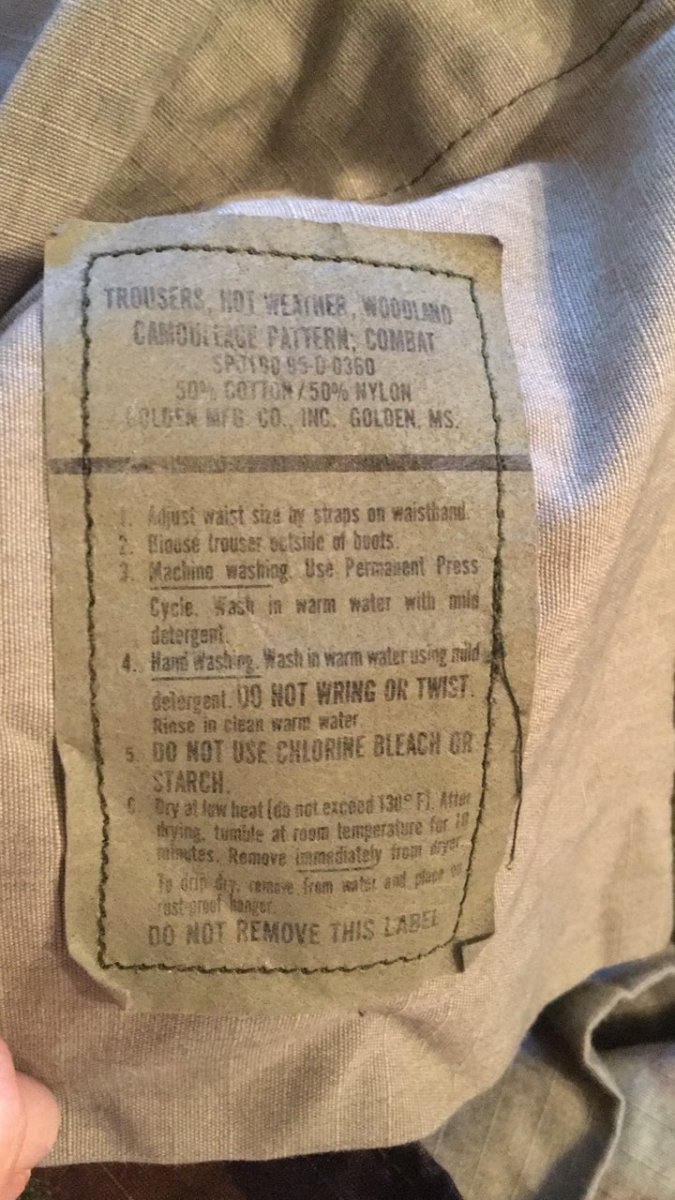 TROUSERS, HOT WEATHER, WOODLAND
CAMOUFLAGE PATTERN; COMBAT
50% COTTON/50% NYLON
GOLDEN MFG. CO., INC. GOLDEN, MS.
1. Adjust waist size by straps on waistband.
2. Blouse trouser outside of boots.
3. Machine washing. Use Permanent Press
Cycle. Wash in warm water with mild
detergent.
4. Hand Washing. Wash in warm water using mild
detergent. DO NOT WRING OR TWIST.
Rinse in clean warm water.
5. DO NOT USE CHLORINE BLEACH OR
STARCH.
6. Dry at low heat (do not exceed 130° F). After
drying, tumble at room temperature for 10
minutes. Remove immediately from dryer.
To drip dry, remove from water and place on
rust-proof hanger.
DO NOT REMOVE THIS LABEL